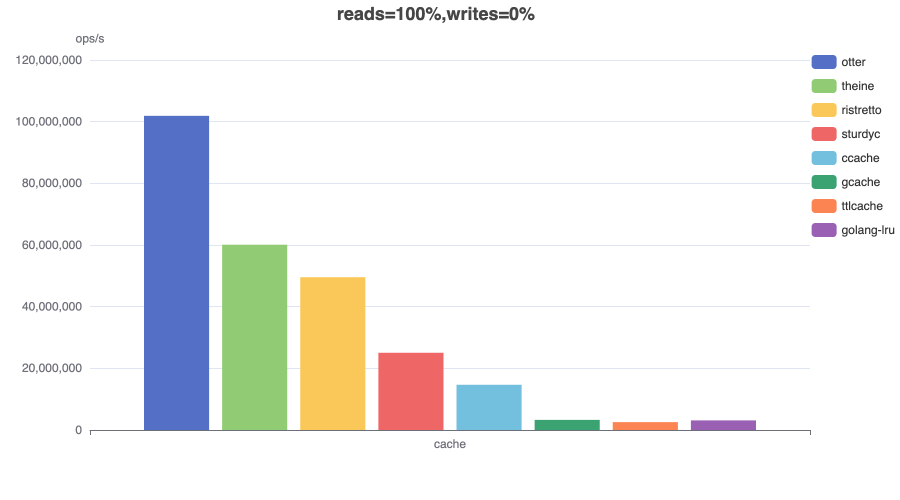 reads=100%,writes=0%
ops/s
120,000,000
100,000,000
80,000,000
60,000,000
40,000,000
20,000,000
0
cache
otter
theine
ristretto
sturdyc
ccache
gcache
ttlcache
golang-lru